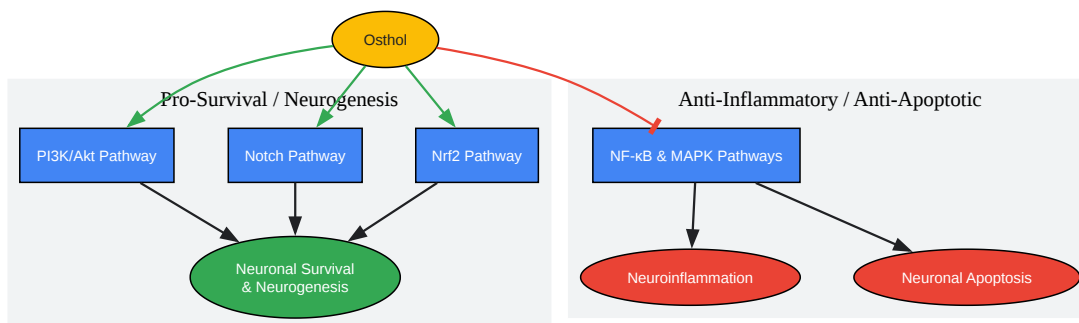 Osthol
Pro-Survival / Neurogenesis
Anti-Inflammatory / Anti-Apoptotic
PI3K/Akt Pathway
Notch Pathway
Nrf2 Pathway
NF-κB & MAPK Pathways
Neuronal Survival
& Neurogenesis
Neuroinflammation
Neuronal Apoptosis